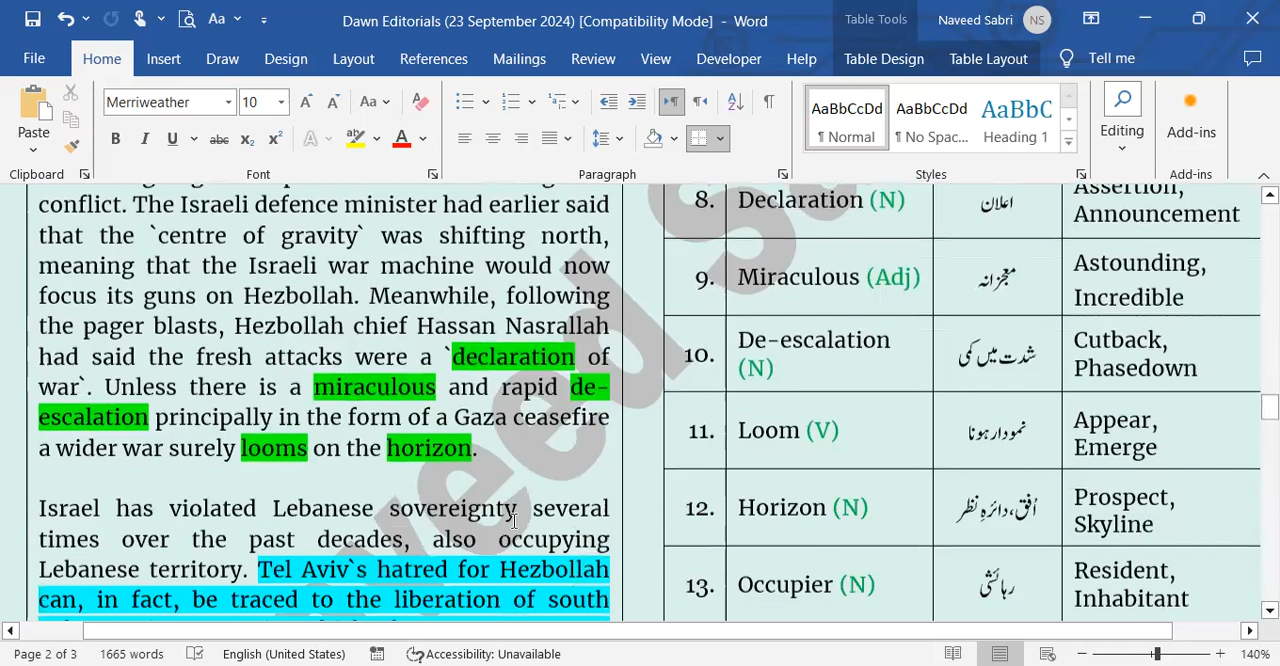 Dawn Editorials (23 September 2024) [Compatibility Mode] - Word
Table Tools
Naveed Sabri
NS
File Home Insert Draw Design Layout References Mailings Review View Developer Help Table Design Table Layout Tell me
Paste
Merriweather
10
Aa
AaBbCcDd
¶ Normal
AaBbCcDd
¶ No Spac...
AaBbC
Heading 1
Editing
Add-ins
Clipboard
Font
Paragraph
Styles
Add-ins
conflict. The Israeli defence minister had earlier said
that the `centre of gravity` was shifting north,
meaning that the Israeli war machine would now
focus its guns on Hezbollah. Meanwhile, following
the pager blasts, Hezbollah chief Hassan Nasrallah
had said the fresh attacks were a `declaration of
war`. Unless there is a miraculous and rapid de-
escalation principally in the form of a Gaza ceasefire
a wider war surely looms on the horizon.
Israel has violated Lebanese sovereignty several
times over the past decades, also occupying
Lebanese territory. Tel Aviv`s hatred for Hezbollah
can, in fact, be traced to the liberation of south
8. Declaration (N) اعلان Assertion,
Announcement
9. Miraculous (Adj) معجزانہ Astounding,
Incredible
10. De-escalation
(N) شدت میں کمی Cutback,
Phasedown
11. Loom (V) نمودار ہونا Appear,
Emerge
12. Horizon (N) اُفق، دائرہِ نظر Prospect,
Skyline
13. Occupier (N) رہائشی Resident,
Inhabitant
Page 2 of 3
1665 words
English (United States)
Accessibility: Unavailable
140%